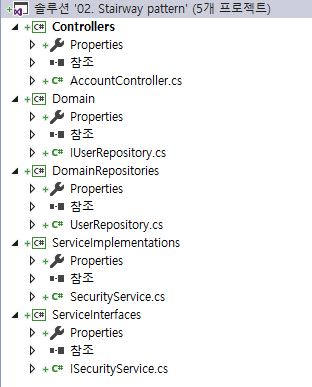 솔루션 '02. Stairway pattern' (5개 프로젝트)
C# Controllers
Properties
참조
C# AccountController.cs
C# Domain
Properties
참조
C# IUserRepository.cs
C# DomainRepositories
Properties
참조
C# UserRepository.cs
C# ServiceImplementations
Properties
참조
C# SecurityService.cs
C# ServiceInterfaces
Properties
참조
C# ISecurityService.cs